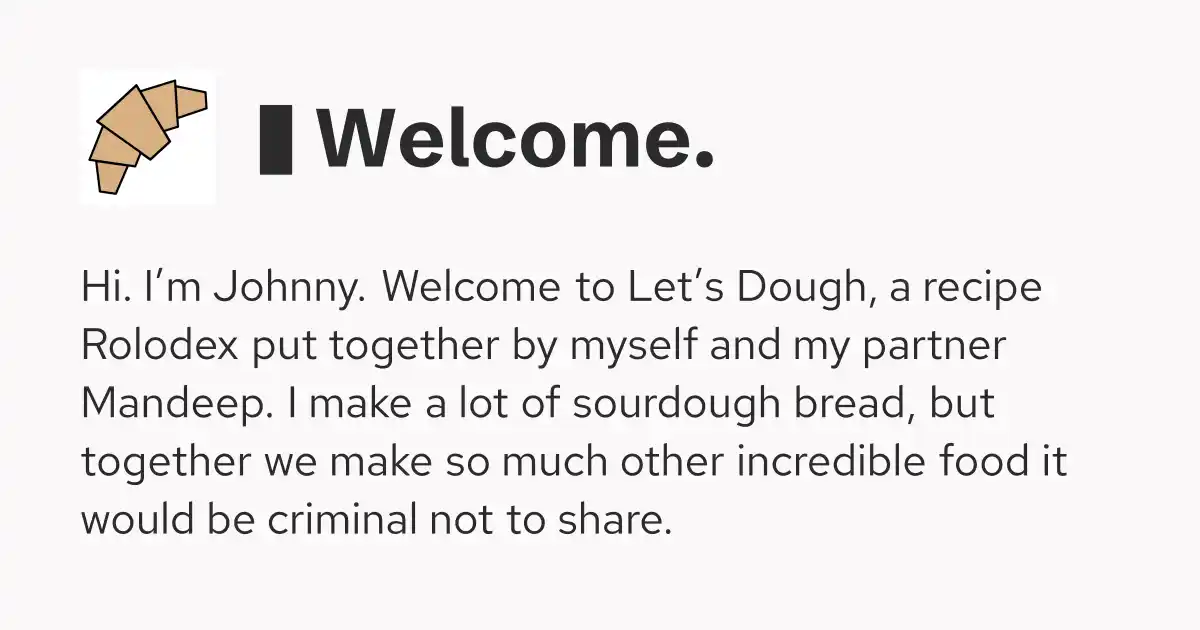 Welcome.
Hi. I’m Johnny. Welcome to Let’s Dough, a recipe
Rolodex put together by myself and my partner
Mandeep. I make a lot of sourdough bread, but
together we make so much other incredible food it
would be criminal not to share.